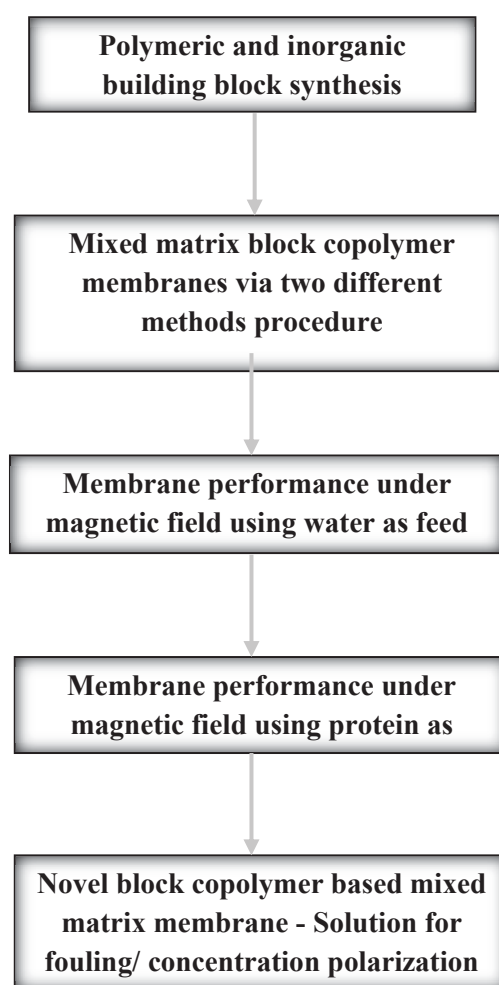 Polymeric and inorganic
building block synthesis
Mixed matrix block copolymer
membranes via two different
methods procedure
Membrane performance under
magnetic field using water as feed
Membrane performance under
magnetic field using protein as
Novel block copolymer based mixed
matrix membrane - Solution for
fouling/ concentration polarization